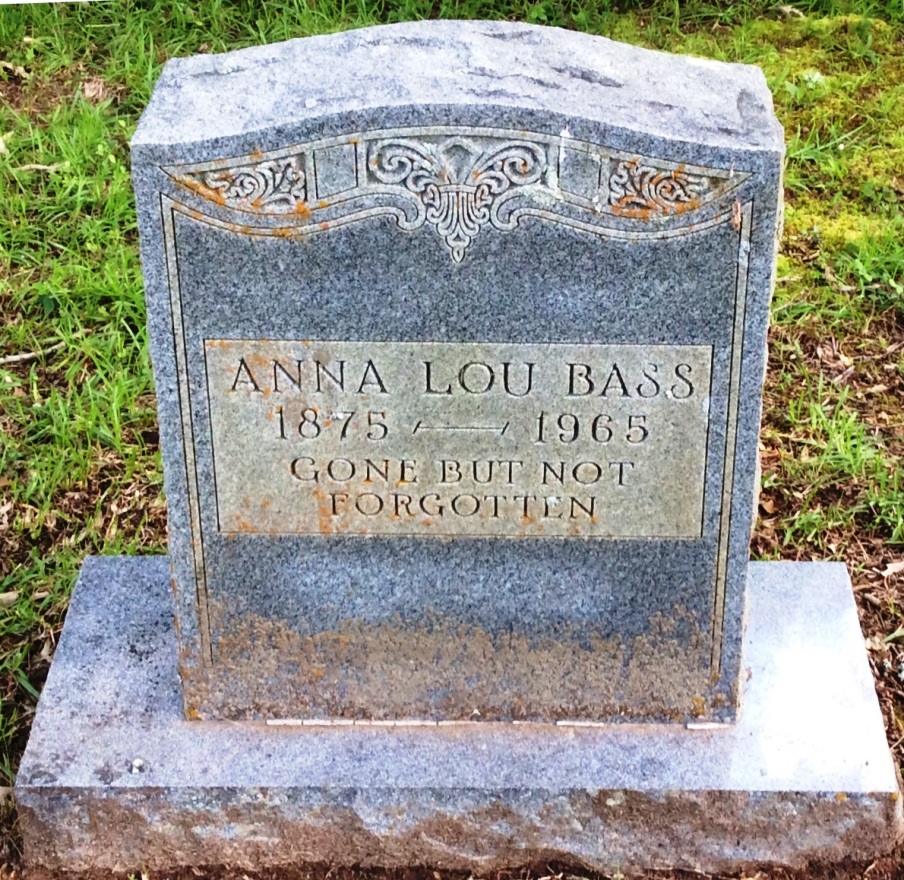 ANNA LOU BASS
1875 — 1965
GONE BUT NOT
FORGOTTEN